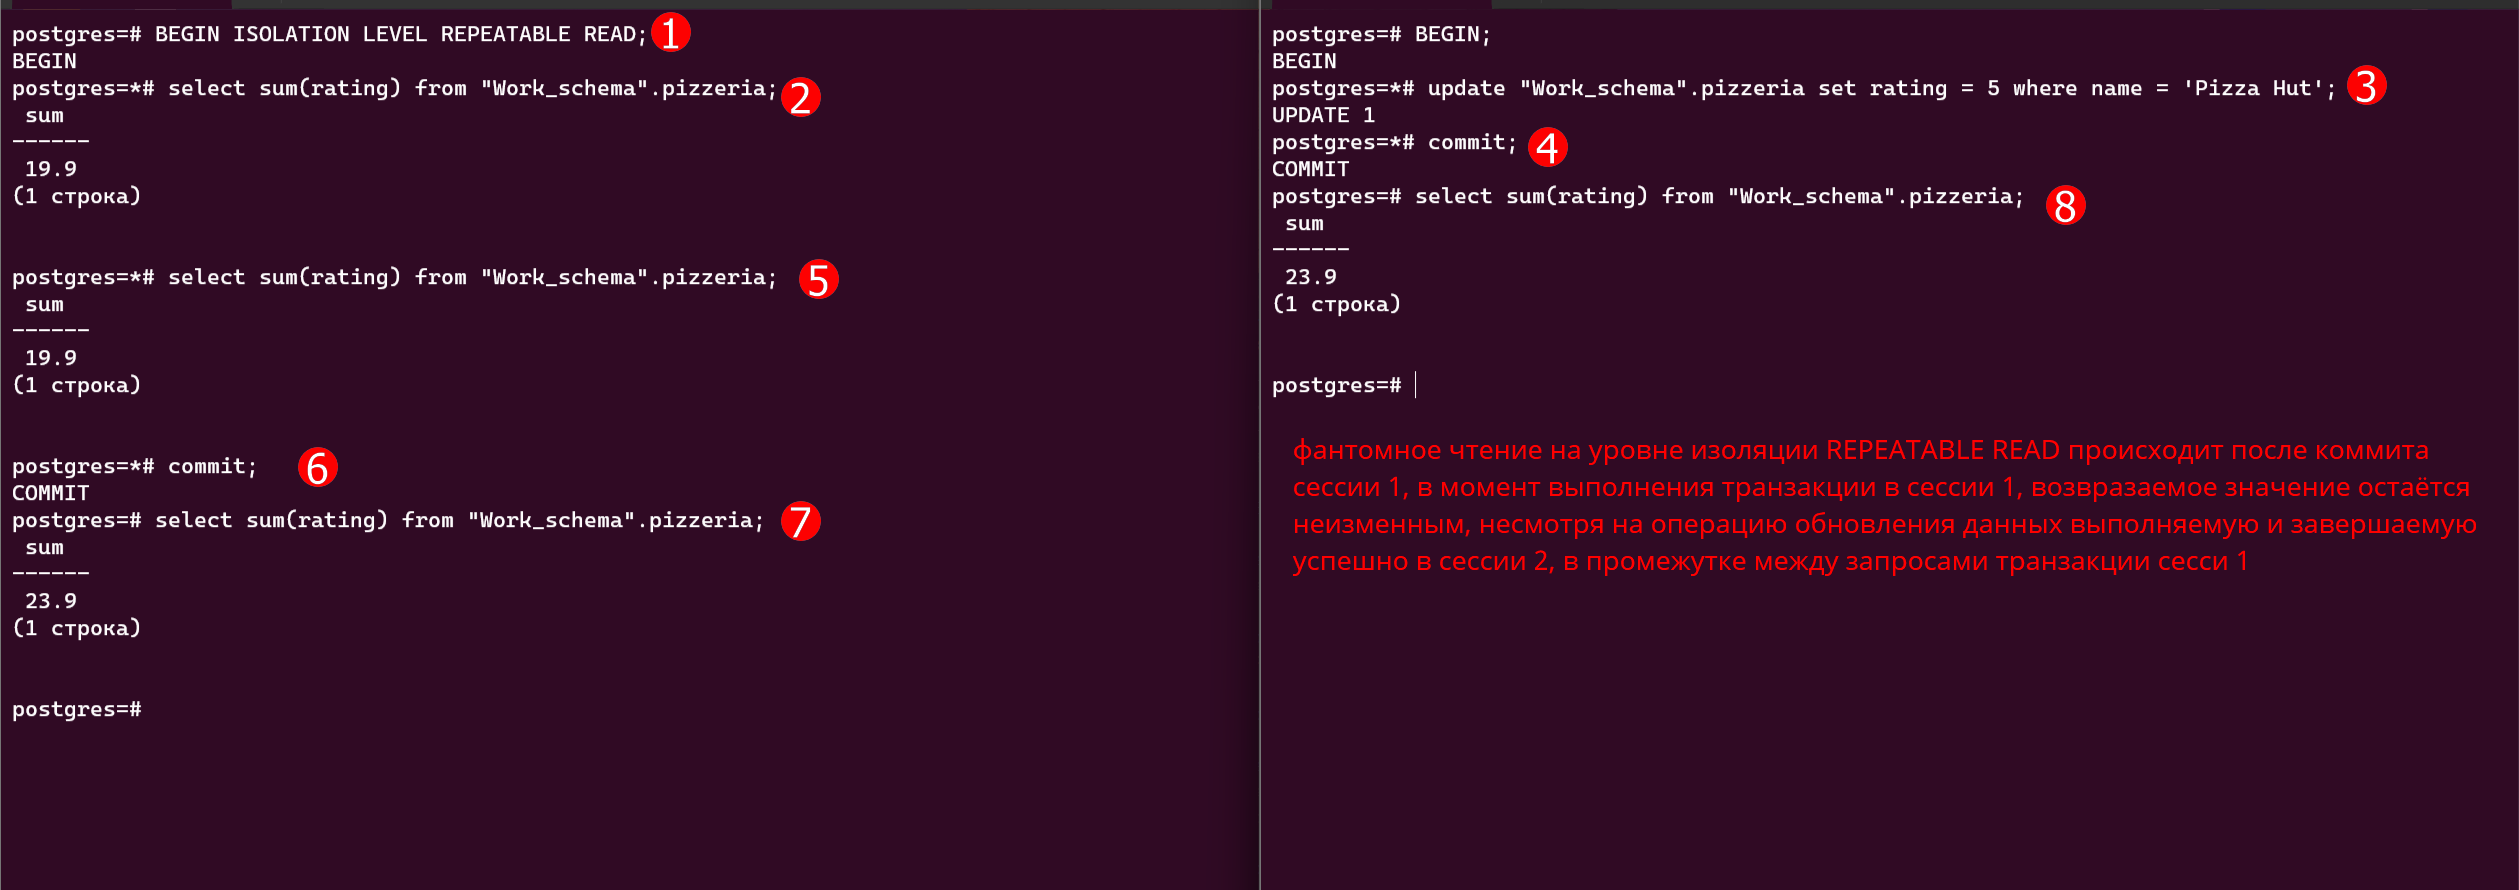 postgres=# BEGIN ISOLATION LEVEL REPEATABLE READ; 1
BEGIN
postgres=*# select sum(rating) from "Work_schema".pizzeria; 2
sum
------
19.9
(1 строка)
postgres=*# select sum(rating) from "Work_schema".pizzeria; 5
sum
------
19.9
(1 строка)
postgres=*# commit; 6
COMMIT
postgres=# select sum(rating) from "Work_schema".pizzeria; 7
sum
------
23.9
(1 строка)
postgres=#
postgres=# BEGIN;
BEGIN
postgres=*# update "Work_schema".pizzeria set rating = 5 where name = 'Pizza Hut'; 3
UPDATE 1
postgres=*# commit; 4
COMMIT
postgres=# select sum(rating) from "Work_schema".pizzeria; 8
sum
------
23.9
(1 строка)
postgres=#
фантомное чтение на уровне изоляции REPEATABLE READ происходит после коммита
сессии 1, в момент выполнения транзакции в сессии 1, возвразаемое значение остаётся
неизменным, несмотря на операцию обновления данных выполняемую и завершаемую
успешно в сессии 2, в промежутке между запросами транзакции сесси 1